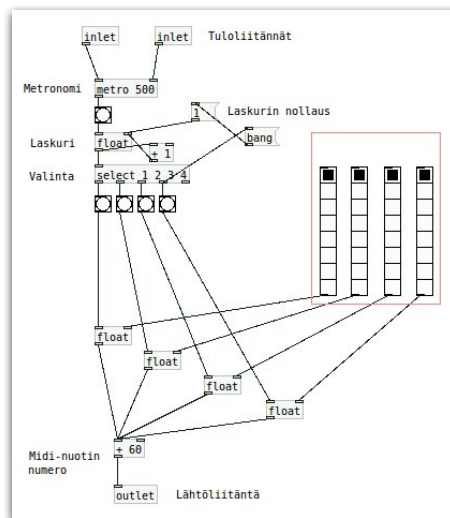 inlet inlet Tuloliitännät
Metronomi metro 500
1 Laskurin nollaus
Laskuri float bang
+ 1
Valinta select 1 2 3 4
float
float
float
float
Midi-nuotin + 60
numero
outlet Lähtöliitäntä